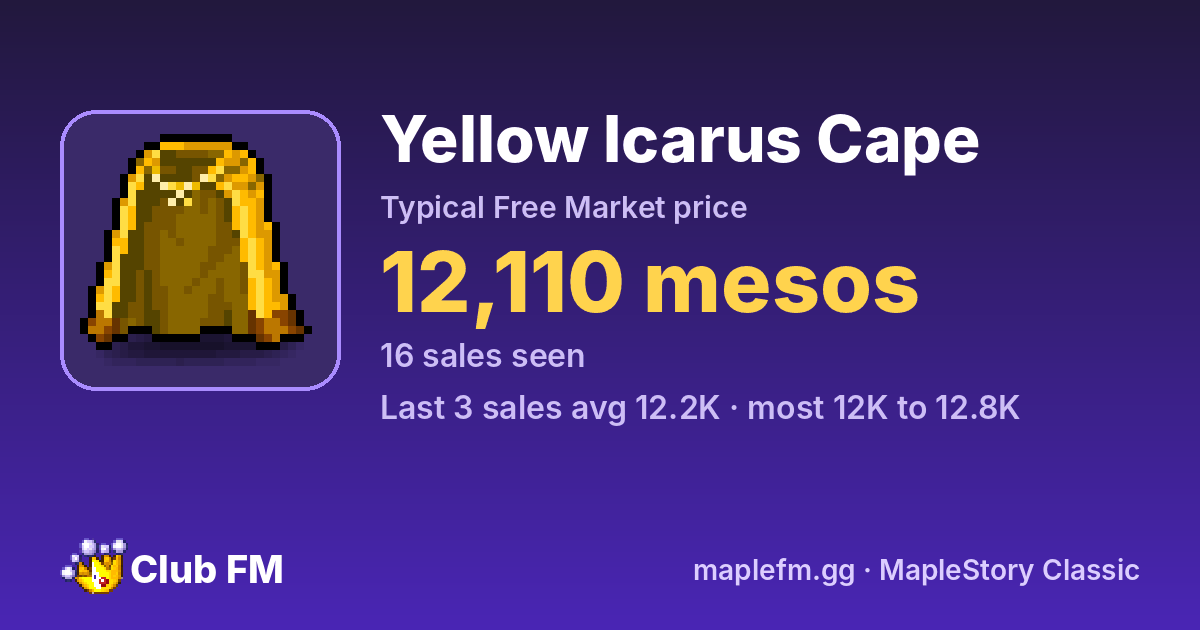 Yellow Icarus Cape
Typical Free Market price
12,110 mesos
16 sales seen
Last 3 sales avg 12.2K · most 12K to 12.8K
Club FM
maplefm.gg · MapleStory Classic